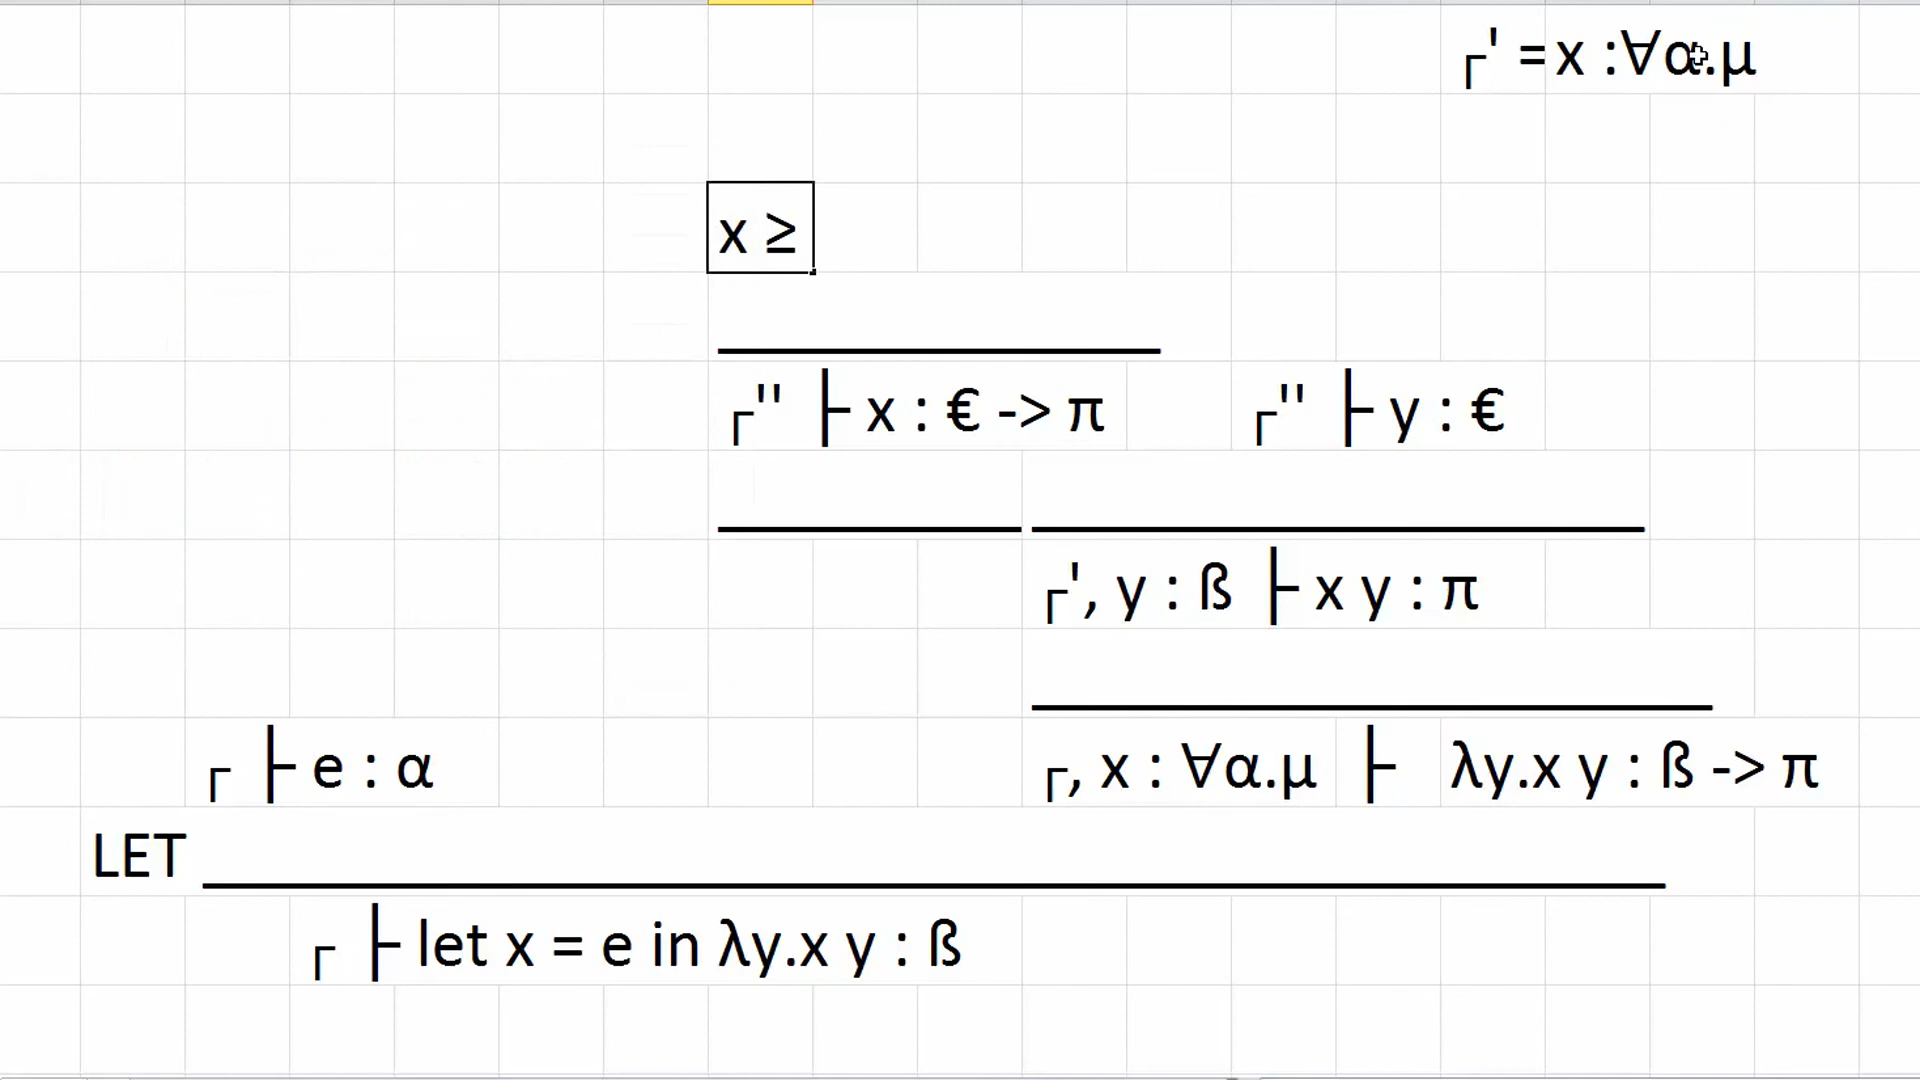 ┌' = x :∀α.μ
x ≥
┌'' ├ x : € -> π ┌'' ├ y : €
┌', y : ß ├ x y : π
┌ ├ e : α ┌, x : ∀α.μ ├ λy.x y : ß -> π
LET
┌ ├ let x = e in λy.x y : ß